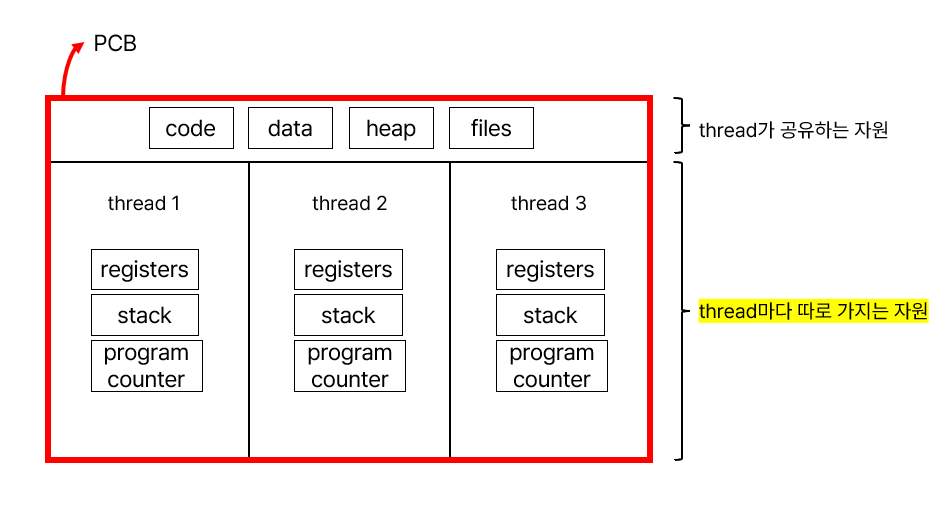 PCB
code data heap files
thread가 공유하는 자원
thread 1 thread 2 thread 3
registers registers registers
stack stack stack
thread마다 따로 가지는 자원
program program program
counter counter counter